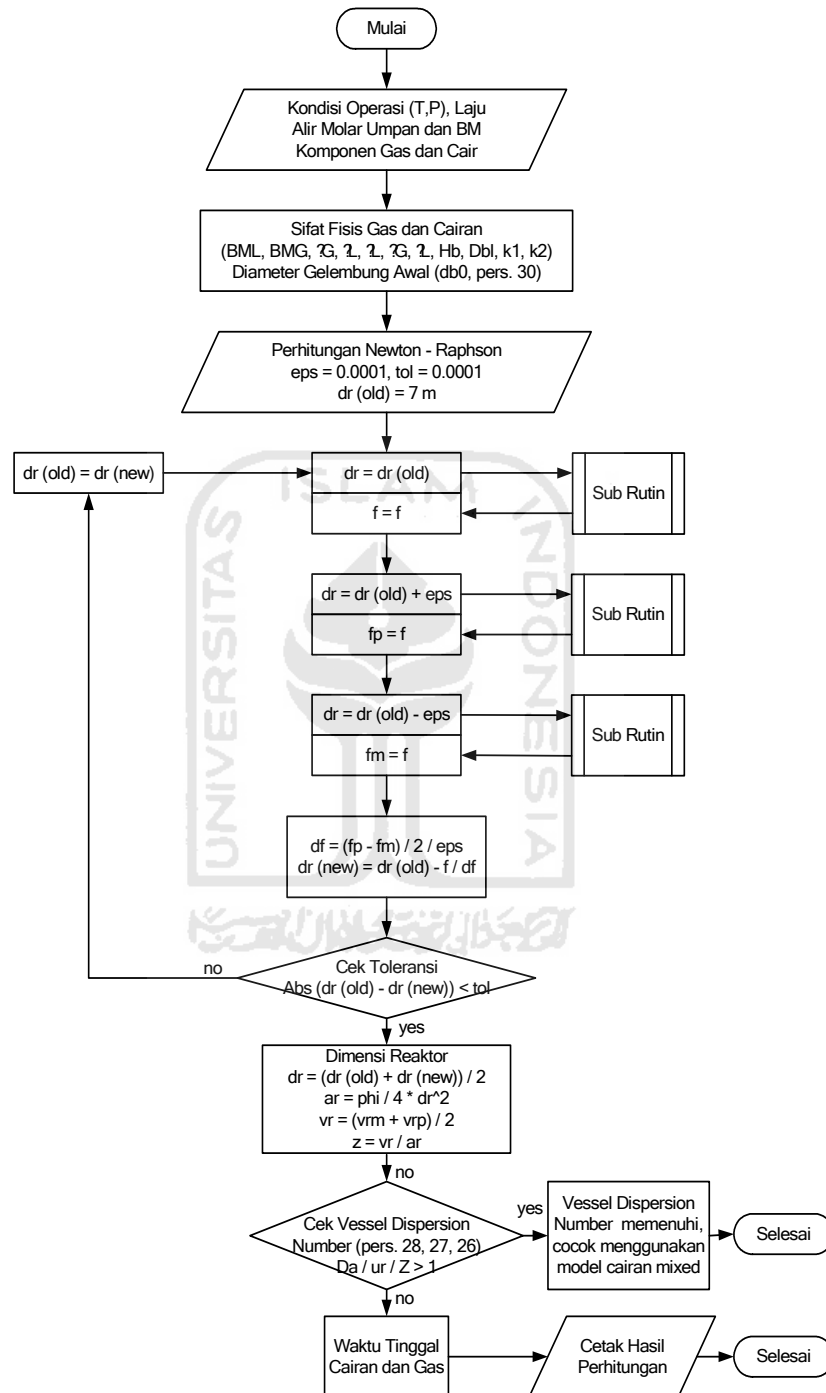 Mulai
Kondisi Operasi (T,P), Laju
Alir Molar Umpan dan BM
Komponen Gas dan Cair
Sifat Fisis Gas dan Cairan
(BML, BMG, ?G, ?L, ?L, ?G, ?L, Hb, Dbl, k1, k2)
Diameter Gelembung Awal (db0, pers. 30)
Perhitungan Newton - Raphson
eps = 0.0001, tol = 0.0001
dr (old) = 7 m
dr (old) = dr (new)
dr = dr (old)
f = f
Sub Rutin
dr = dr (old) + eps
fp = f
Sub Rutin
dr = dr (old) - eps
fm = f
Sub Rutin
df = (fp - fm) / 2 / eps
dr (new) = dr (old) - f / df
no
Cek Toleransi
Abs (dr (old) - dr (new)) < tol
yes
Dimensi Reaktor
dr = (dr (old) + dr (new)) / 2
ar = phi / 4 * dr^2
vr = (vrm + vrp) / 2
z = vr / ar
no
Cek Vessel Dispersion
Number (pers. 28, 27, 26)
Da / ur / Z > 1
yes
Vessel Dispersion
Number memenuhi,
cocok menggunakan
model cairan mixed
Selesai
no
Waktu Tinggal
Cairan dan Gas
Cetak Hasil
Perhitungan
Selesai
UNIVERSITAS
ISLAM
INDONESIA